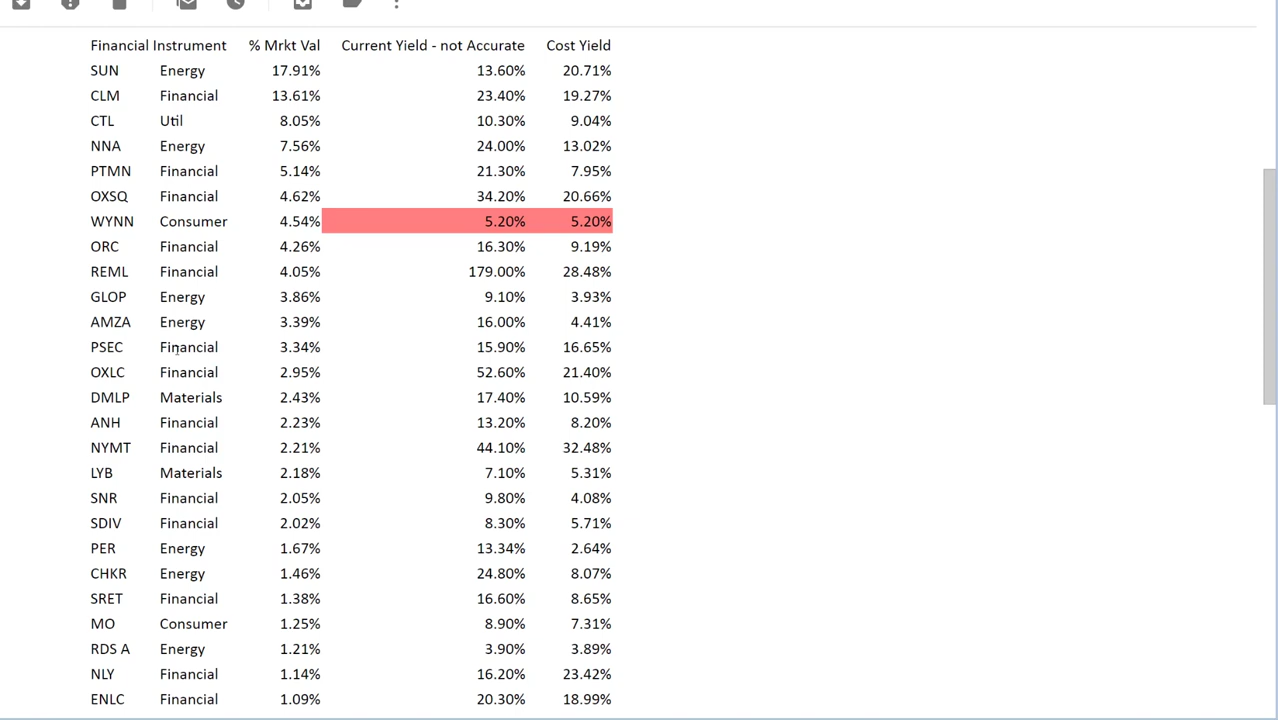 Financial Instrument % Mrkt Val Current Yield - not Accurate Cost Yield
SUN Energy 17.91% 13.60% 20.71%
CLM Financial 13.61% 23.40% 19.27%
CTL Util 8.05% 10.30% 9.04%
NNA Energy 7.56% 24.00% 13.02%
PTMN Financial 5.14% 21.30% 7.95%
OXSQ Financial 4.62% 34.20% 20.66%
WYNN Consumer 4.54% 5.20% 5.20%
ORC Financial 4.26% 16.30% 9.19%
REML Financial 4.05% 179.00% 28.48%
GLOP Energy 3.86% 9.10% 3.93%
AMZA Energy 3.39% 16.00% 4.41%
PSEC Financial 3.34% 15.90% 16.65%
OXLC Financial 2.95% 52.60% 21.40%
DMLP Materials 2.43% 17.40% 10.59%
ANH Financial 2.23% 13.20% 8.20%
NYMT Financial 2.21% 44.10% 32.48%
LYB Materials 2.18% 7.10% 5.31%
SNR Financial 2.05% 9.80% 4.08%
SDIV Financial 2.02% 8.30% 5.71%
PER Energy 1.67% 13.34% 2.64%
CHKR Energy 1.46% 24.80% 8.07%
SRET Financial 1.38% 16.60% 8.65%
MO Consumer 1.25% 8.90% 7.31%
RDS A Energy 1.21% 3.90% 3.89%
NLY Financial 1.14% 16.20% 23.42%
ENLC Financial 1.09% 20.30% 18.99%